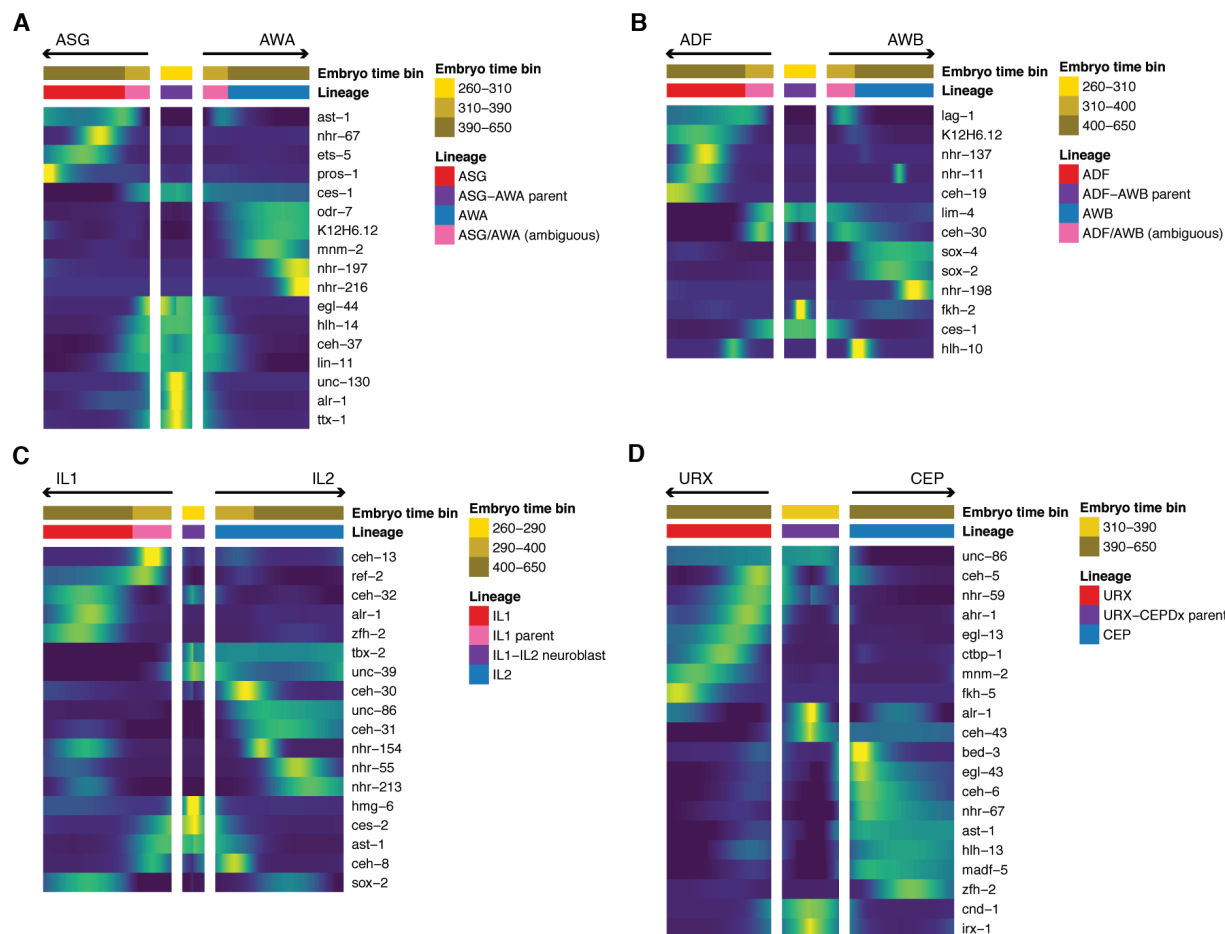 A
ASG
AWA
Embryo time bin
Lineage
ast−1
nhr−67
ets−5
pros−1
ces−1
odr−7
K12H6.12
mnm−2
nhr−197
nhr−216
egl−44
hlh−14
ceh−37
lin−11
unc−130
alr−1
ttx−1
Embryo time bin
260−310
310−390
390−650
Lineage
ASG
ASG−AWA parent
AWA
ASG/AWA (ambiguous)
B
ADF
AWB
Embryo time bin
Lineage
lag−1
K12H6.12
nhr−137
nhr−11
ceh−19
lim−4
ceh−30
sox−4
sox−2
nhr−198
fkh−2
ces−1
hlh−10
Embryo time bin
260−310
310−400
400−650
Lineage
ADF
ADF−AWB parent
AWB
ADF/AWB (ambiguous)
C
IL1
IL2
Embryo time bin
Lineage
ceh−13
ref−2
ceh−32
alr−1
zfh−2
tbx−2
unc−39
ceh−30
unc−86
ceh−31
nhr−154
nhr−55
nhr−213
hmg−6
ces−2
ast−1
ceh−8
sox−2
Embryo time bin
260−290
290−400
400−650
Lineage
IL1
IL1 parent
IL1−IL2 neuroblast
IL2
D
URX
CEP
Embryo time bin
Lineage
unc−86
ceh−5
nhr−59
ahr−1
egl−13
ctbp−1
mnm−2
fkh−5
alr−1
ceh−43
bed−3
egl−43
ceh−6
nhr−67
ast−1
hlh−13
madf−5
zfh−2
cnd−1
irx−1
Embryo time bin
310−390
390−650
Lineage
URX
URX−CEPDx parent
CEP